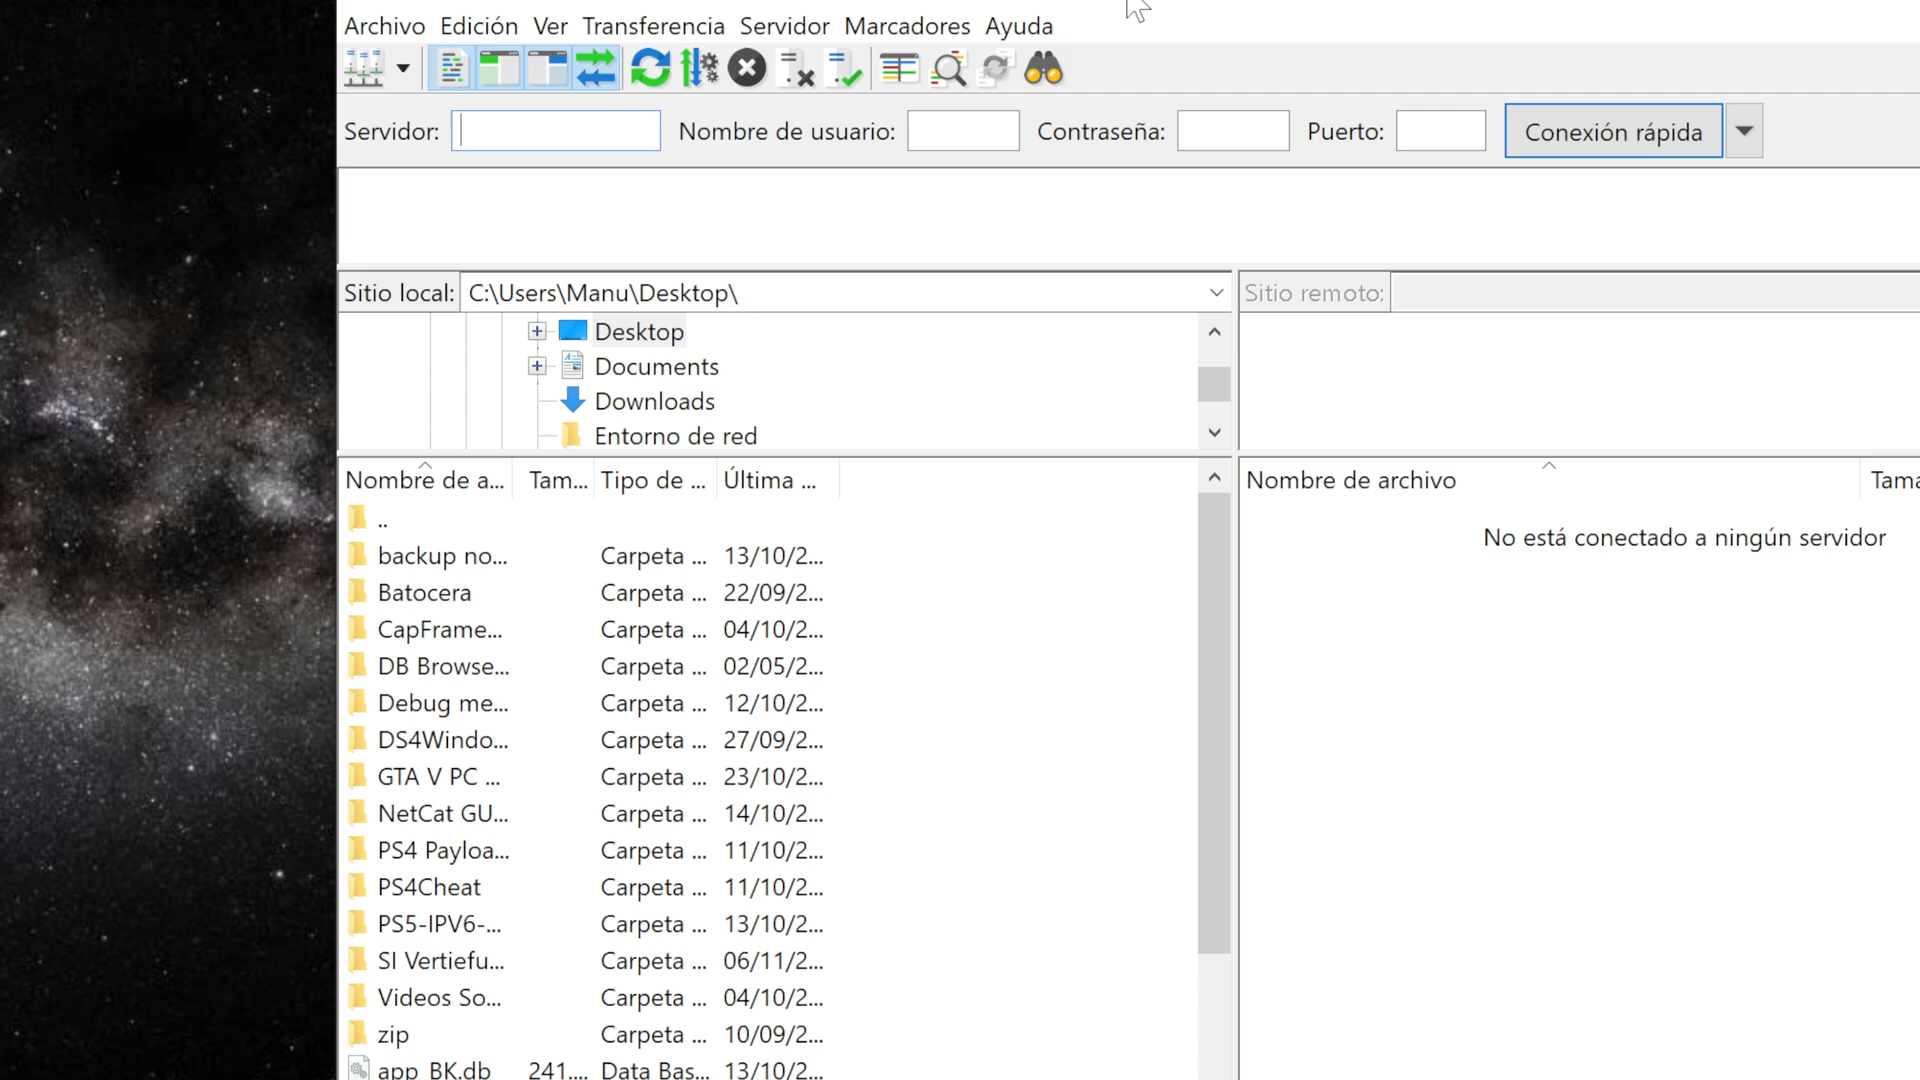 Archivo Edición Ver Transferencia Servidor Marcadores Ayuda
Servidor: Nombre de usuario: Contraseña: Puerto: Conexión rápida
Sitio local: C:\Users\Manu\Desktop\
Sitio remoto:
Desktop
Documents
Downloads
Entorno de red
Nombre de a... Tam... Tipo de ... Última ...
..
backup no... Carpeta ... 13/10/2...
Batocera Carpeta ... 22/09/2...
CapFrame... Carpeta ... 04/10/2...
DB Browse... Carpeta ... 02/05/2...
Debug me... Carpeta ... 12/10/2...
DS4Windo... Carpeta ... 27/09/2...
GTA V PC ... Carpeta ... 23/10/2...
NetCat GU... Carpeta ... 14/10/2...
PS4 Payloa... Carpeta ... 11/10/2...
PS4Cheat Carpeta ... 11/10/2...
PS5-IPV6-... Carpeta ... 13/10/2...
SI Vertiefu... Carpeta ... 06/11/2...
Videos So... Carpeta ... 04/10/2...
zip Carpeta ... 10/09/2...
app_BK.db 241.... Data Bas... 13/10/2...
Nombre de archivo Tama
No está conectado a ningún servidor